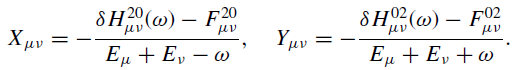 $X_{\mu\nu} = -\frac{\delta H^{20}_{\mu\nu}(\omega) - F^{20}_{\mu\nu}}{E_\mu + E_\nu - \omega}, \quad Y_{\mu\nu} = -\frac{\delta H^{02}_{\mu\nu}(\omega) - F^{02}_{\mu\nu}}{E_\mu + E_\nu + \omega}.$